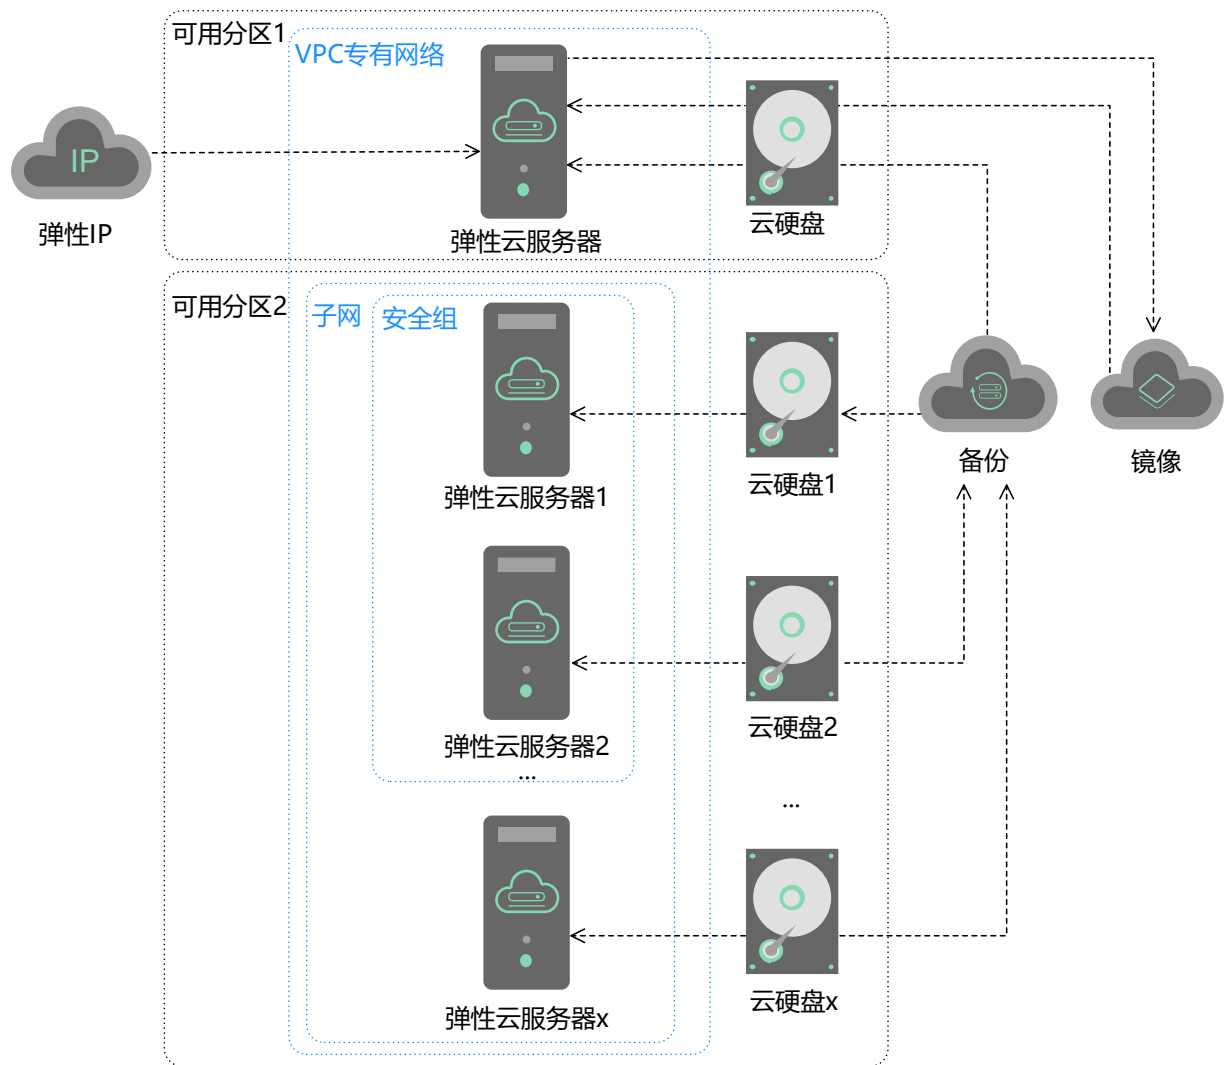 可用分区1
VPC专有网络
IP
弹性IP
弹性云服务器
云硬盘
可用分区2
子网
安全组
弹性云服务器1
云硬盘1
备份
镜像
弹性云服务器2
...
云硬盘2
...
弹性云服务器x
云硬盘x